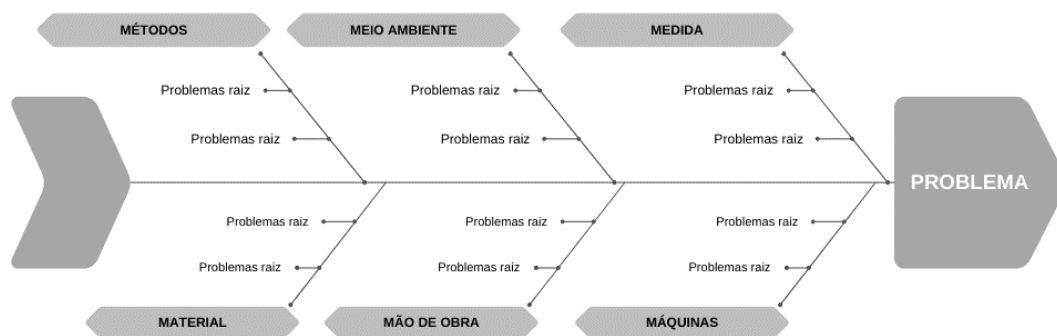 MÉTODOS
MEIO AMBIENTE
MEDIDA
Problemas raiz
Problemas raiz
Problemas raiz
Problemas raiz
Problemas raiz
Problemas raiz
PROBLEMA
Problemas raiz
Problemas raiz
Problemas raiz
Problemas raiz
Problemas raiz
Problemas raiz
MATERIAL
MÃO DE OBRA
MÁQUINAS